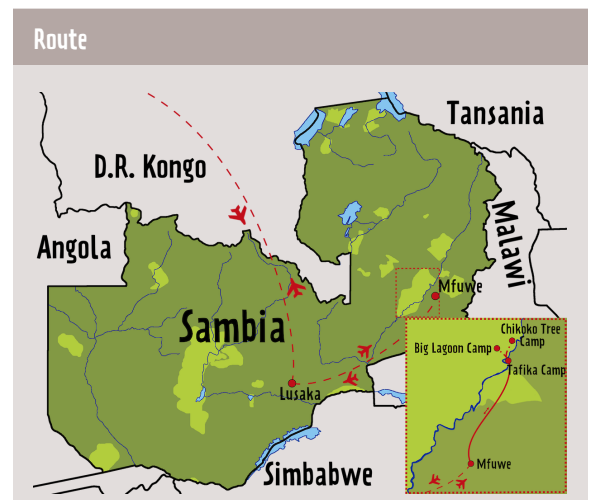 Route
Tansania
D.R. Kongo
Malawi
Angola
Mfuwe
Sambia
Chikoko Tree
Camp
Big Lagoon Camp
Tafika Camp
Lusaka
Mfuwe
Simbabwe